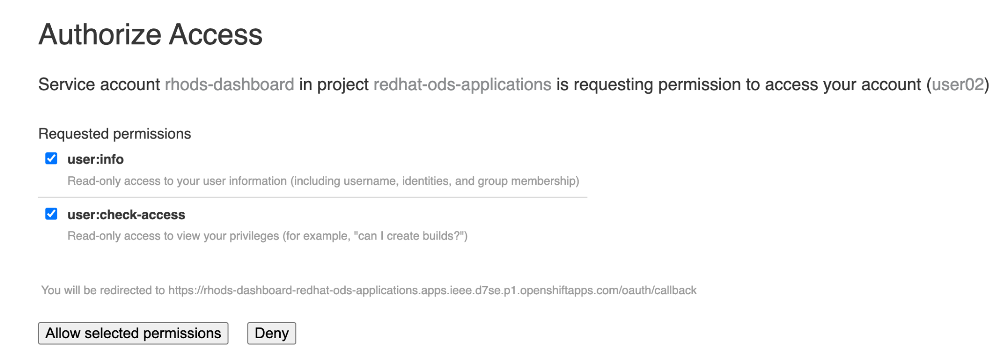 Authorize Access
Service account rhods-dashboard in project redhat-ods-applications is requesting permission to access your account (user02)
Requested permissions
user:info
Read-only access to your user information (including username, identities, and group membership)
user:check-access
Read-only access to view your privileges (for example, "can I create builds?")
You will be redirected to https://rhods-dashboard-redhat-ods-applications.apps.ieee.d7se.p1.openshiftapps.com/oauth/callback
Allow selected permissions Deny